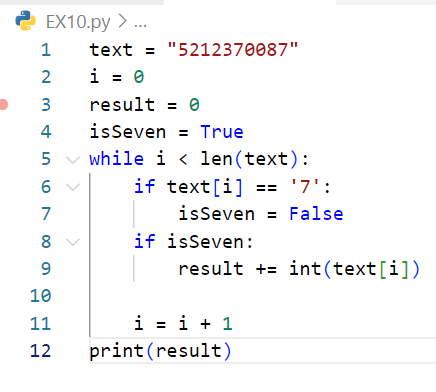 EX10.py > ...
1 text = "5212370087"
2 i = 0
3 result = 0
4 isSeven = True
5 while i < len(text):
6     if text[i] == '7':
7         isSeven = False
8     if isSeven:
9         result += int(text[i])
10
11     i = i + 1
12 print(result)